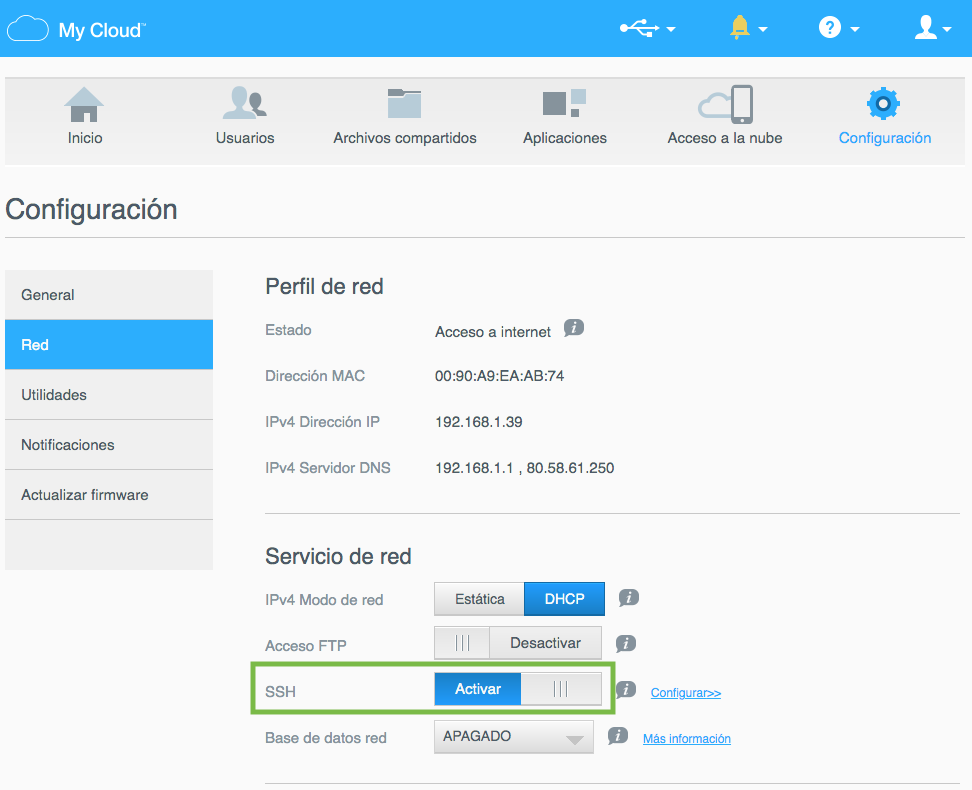 My Cloud™
?
Inicio
Usuarios
Archivos compartidos
Aplicaciones
Acceso a la nube
Configuración
Configuración
General
Red
Utilidades
Notificaciones
Actualizar firmware
Perfil de red
Estado Acceso a internet i
Dirección MAC 00:90:A9:EA:AB:74
IPv4 Dirección IP 192.168.1.39
IPv4 Servidor DNS 192.168.1.1 , 80.58.61.250
Servicio de red
IPv4 Modo de red Estática DHCP i
Acceso FTP Desactivar i
SSH Activar i Configurar>>
Base de datos red APAGADO i Más información